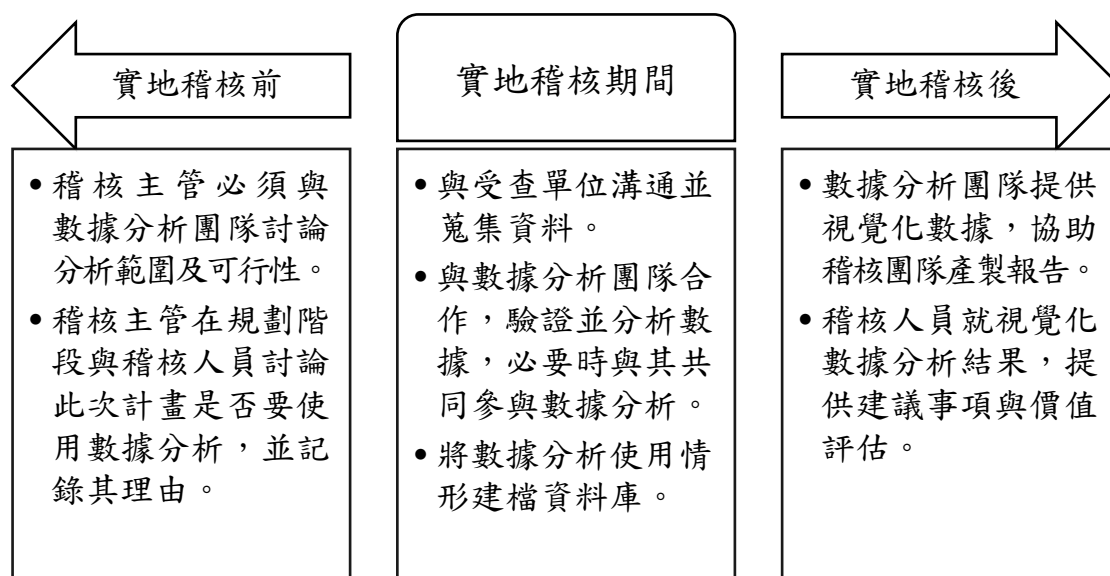 實地稽核前
• 稽核主管必須與
數據分析團隊討論
分析範圍及可行性。
• 稽核主管在規劃階
段與稽核人員討論
此次計畫是否要使
用數據分析，並記
錄其理由。
實地稽核期間
• 與受查單位溝通並
蒐集資料。
• 與數據分析團隊合
作，驗證並分析數
據，必要時與其共
同參與數據分析。
• 將數據分析使用情
形建檔資料庫。
實地稽核後
• 數據分析團隊提供
視覺化數據，協助
稽核團隊產製報告。
• 稽核人員就視覺化
數據分析結果，提
供建議事項與價值
評估。